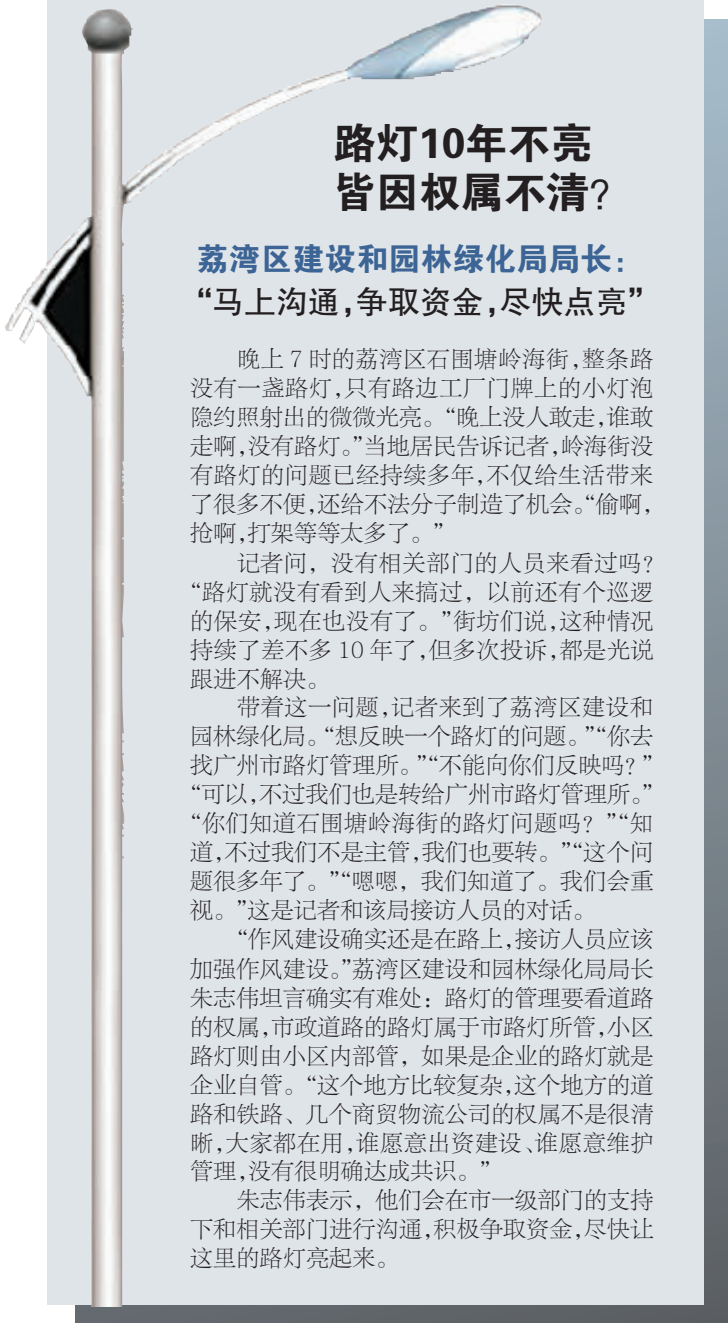 路灯10年不亮
皆因权属不清?
荔湾区建设和园林绿化局局长:
“马上沟通,争取资金,尽快点亮”
晚上7时的荔湾区石围塘岭海街,整条路
没有一盏路灯,只有路边工厂门牌上的小灯泡
隐约照射出的微微光亮。“晚上没人敢走,谁敢
走啊,没有路灯。”当地居民告诉记者,岭海街没
有路灯的问题已经持续多年,不仅给生活带来
了很多不便,还给不法分子制造了机会。“偷啊,
抢啊,打架等等太多了。”
记者问,没有相关部门的人员来看过吗?
“路灯就没有看到人来搞过,以前还有个巡逻
的保安,现在也没有了。”街坊们说,这种情况
持续了差不多10年了,但多次投诉,都是光说
跟进不解决。
带着这一问题,记者来到了荔湾区建设和
园林绿化局。“想反映一个路灯的问题。”“你去
找广州市路灯管理所。”“不能向你们反映吗?”
“可以,不过我们也是转给广州市路灯管理所。”
“你们知道石围塘岭海街的路灯问题吗?”“知
道,不过我们不是主管,我们也要转。”“这个问
题很多年了。”“嗯嗯,我们知道了。我们会重
视。”这是记者和该局接访人员的对话。
“作风建设确实还是在路上,接访人员应该
加强作风建设。”荔湾区建设和园林绿化局局长
朱志伟坦言确实有难处:路灯的管理要看道路
的权属,市政道路的路灯属于市路灯所管,小区
路灯则由小区内部管,如果是企业的路灯就是
企业自管。“这个地方比较复杂,这个地方的道
路和铁路、几个商贸物流公司的权属不是很清
晰,大家都在用,谁愿意出资建设、谁愿意维护
管理,没有很明确达成共识。”
朱志伟表示,他们会在市一级部门的支持
下和相关部门进行沟通,积极争取资金,尽快让
这里的路灯亮起来。